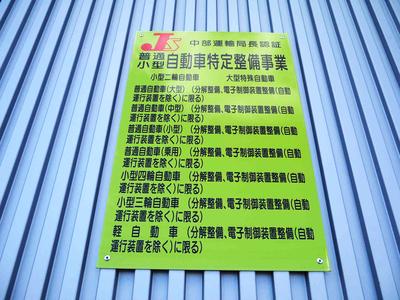 JS 中部運輸局長認証
普通
小型 自動車特定整備事業
小型二輪自動車 大型特殊自動車
普通自動車(大型) (分解整備、電子制御装置整備(自動
運行装置を除く)に限る)
普通自動車(中型) (分解整備、電子制御装置整備(自動
運行装置を除く)に限る)
普通自動車(小型) (分解整備、電子制御装置整備(自動
運行装置を除く)に限る)
普通自動車(乗用) (分解整備、電子制御装置整備(自動
運行装置を除く)に限る)
小型四輪自動車 (分解整備、電子制御装置整備(自動
運行装置を除く)に限る)
小型三輪自動車 (分解整備、電子制御装置整備(自動
運行装置を除く)に限る)
軽自動車 (分解整備、電子制御装置整備(自動
運行装置を除く)に限る)